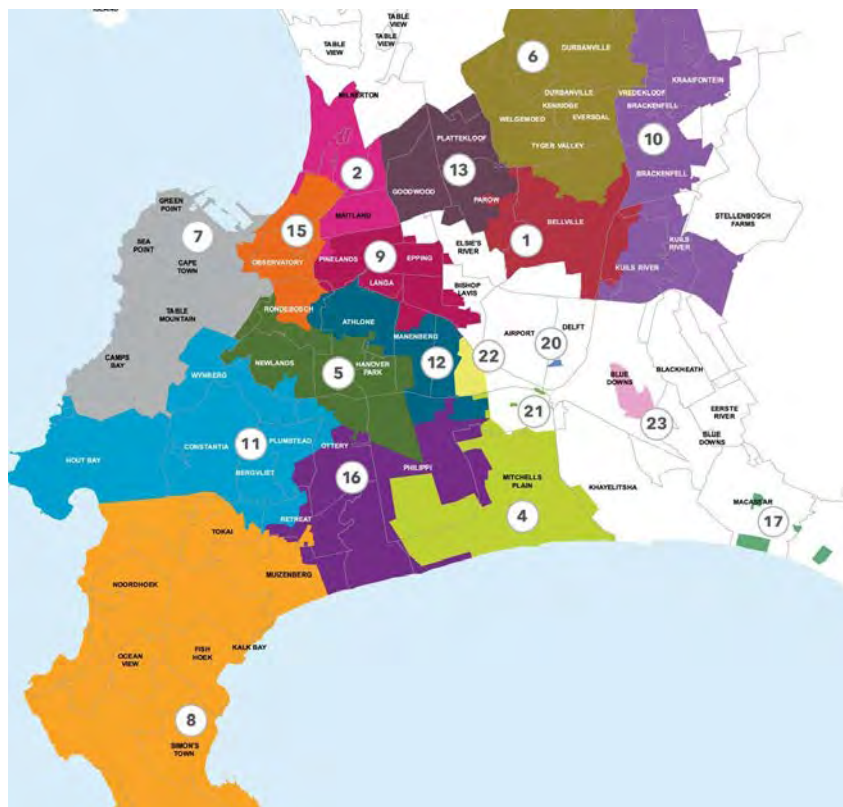 ISLAND
TABLE
VIEW
TABLE
VIEW
TABLE
VIEW
DURBANVILLE
6
KRAAIFONTEIN
MILNERTON
DURBANVILLE
VREDEKLOOF
KENRIDGE
BRACKENFELL
WELGEMOED
EVERSDAL
PLATTEKLOOF
10
TYGER VALLEY
13
2
BRACKENFELL
GOODWOOD
GREEN
POINT
PAROW
MAITLAND
BELLVILLE
STELLENBOSCH
FARMS
15
7
SEA
POINT
1
ELSIE'S
RIVER
KUILS
RIVER
CAPE
TOWN
9
OBSERVATORY
PINELANDS
EPPING
KUILS RIVER
LANGA
BISHOP
LAVIS
RONDEBOSCH
TABLE
MOUNTAIN
ATHLONE
AIRPORT
DELFT
MANENBERG
20
22
CAMPS
BAY
NEWLANDS
HANOVER
PARK
12
5
WYNBERG
BLUE
DOWNS
BLACKHEATH
21
EERSTE
RIVER
23
BLUE
DOWNS
11
PLUMSTEAD
CONSTANTIA
OTTERY
HOUT BAY
BERGVLIET
PHILIPPI
16
MITCHELLS
PLAIN
KHAYELITSHA
MACASSAR
4
17
RETREAT
TOKAI
MUIZENBERG
NOORDHOEK
KALK BAY
FISH
HOEK
OCEAN
VIEW
8
SIMON'S
TOWN